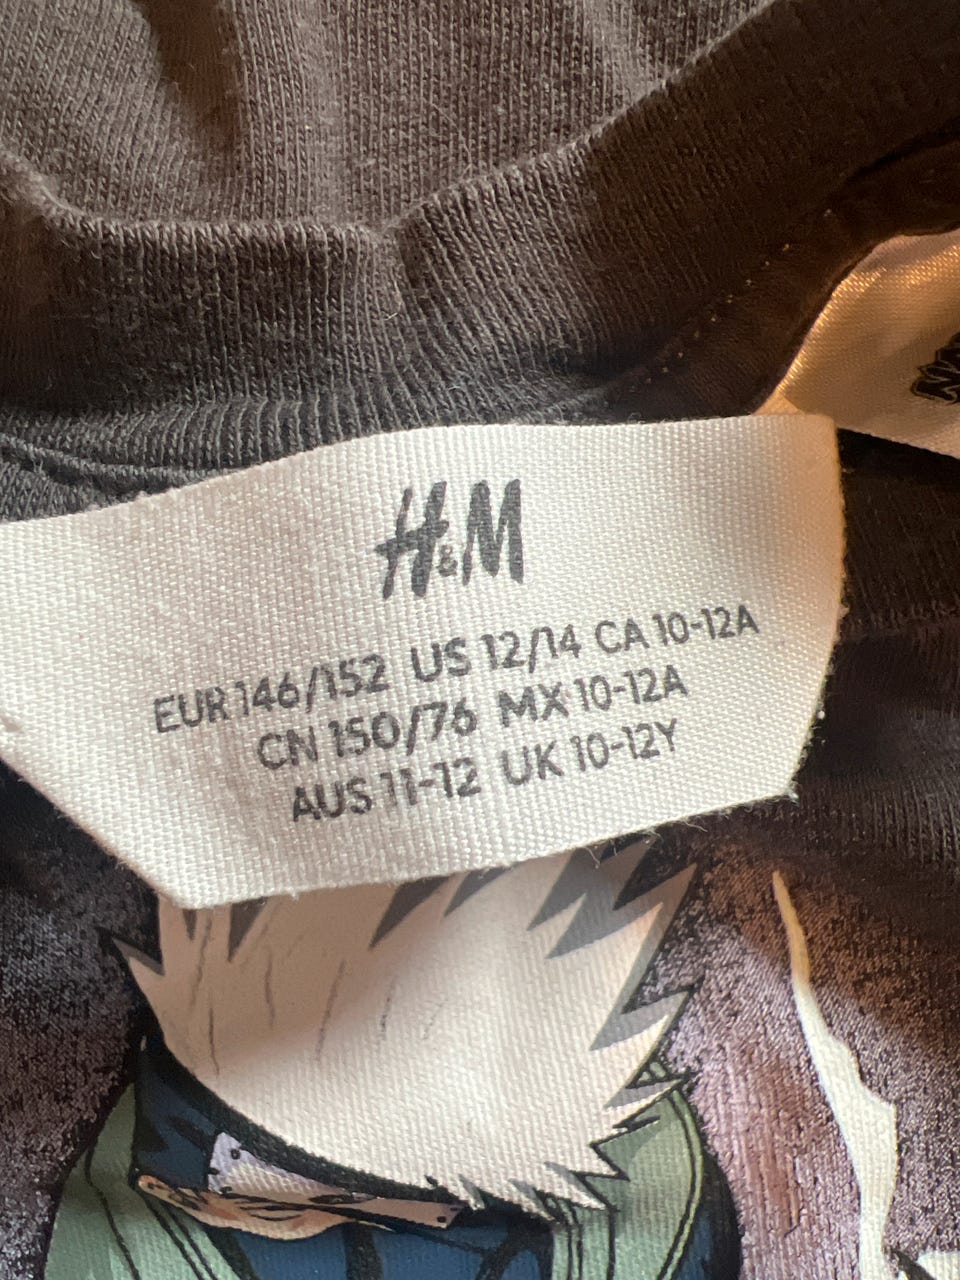 H&M
EUR 146/152 US 12/14 CA 10-12A
CN 150/76 MX 10-12A
AUS 11-12 UK 10-12Y